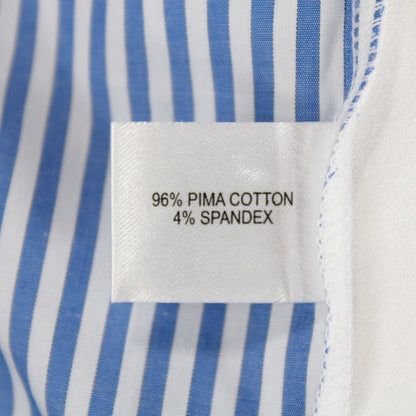 96% PIMA COTTON
4% SPANDEX